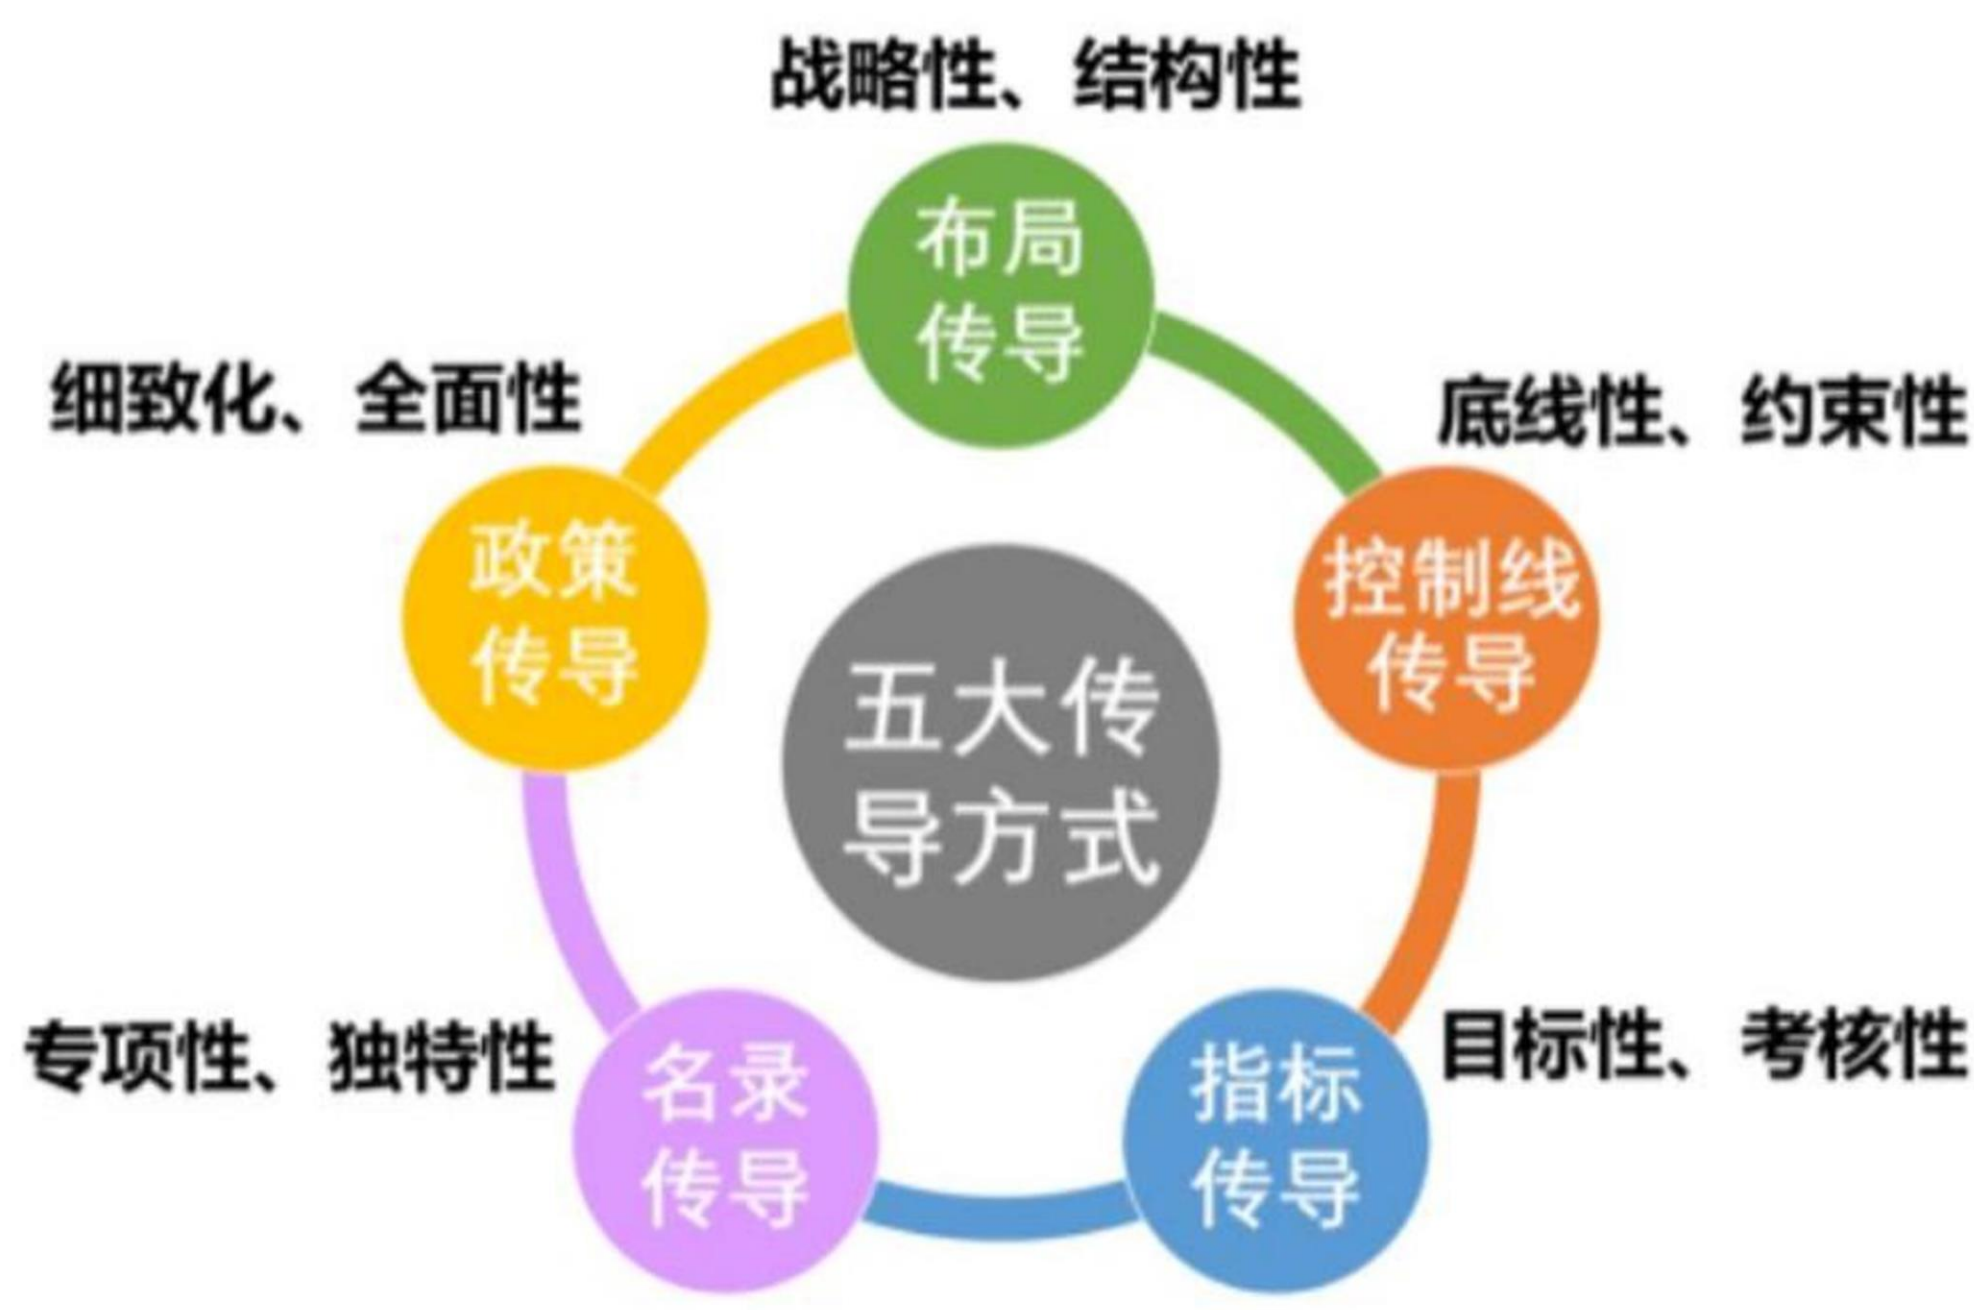 战略性、结构性
布局
传导
细致化、全面性
底线性、约束性
政策
传导
控制线
传导
五大传
导方式
专项性、独特性
目标性、考核性
名录
传导
指标
传导